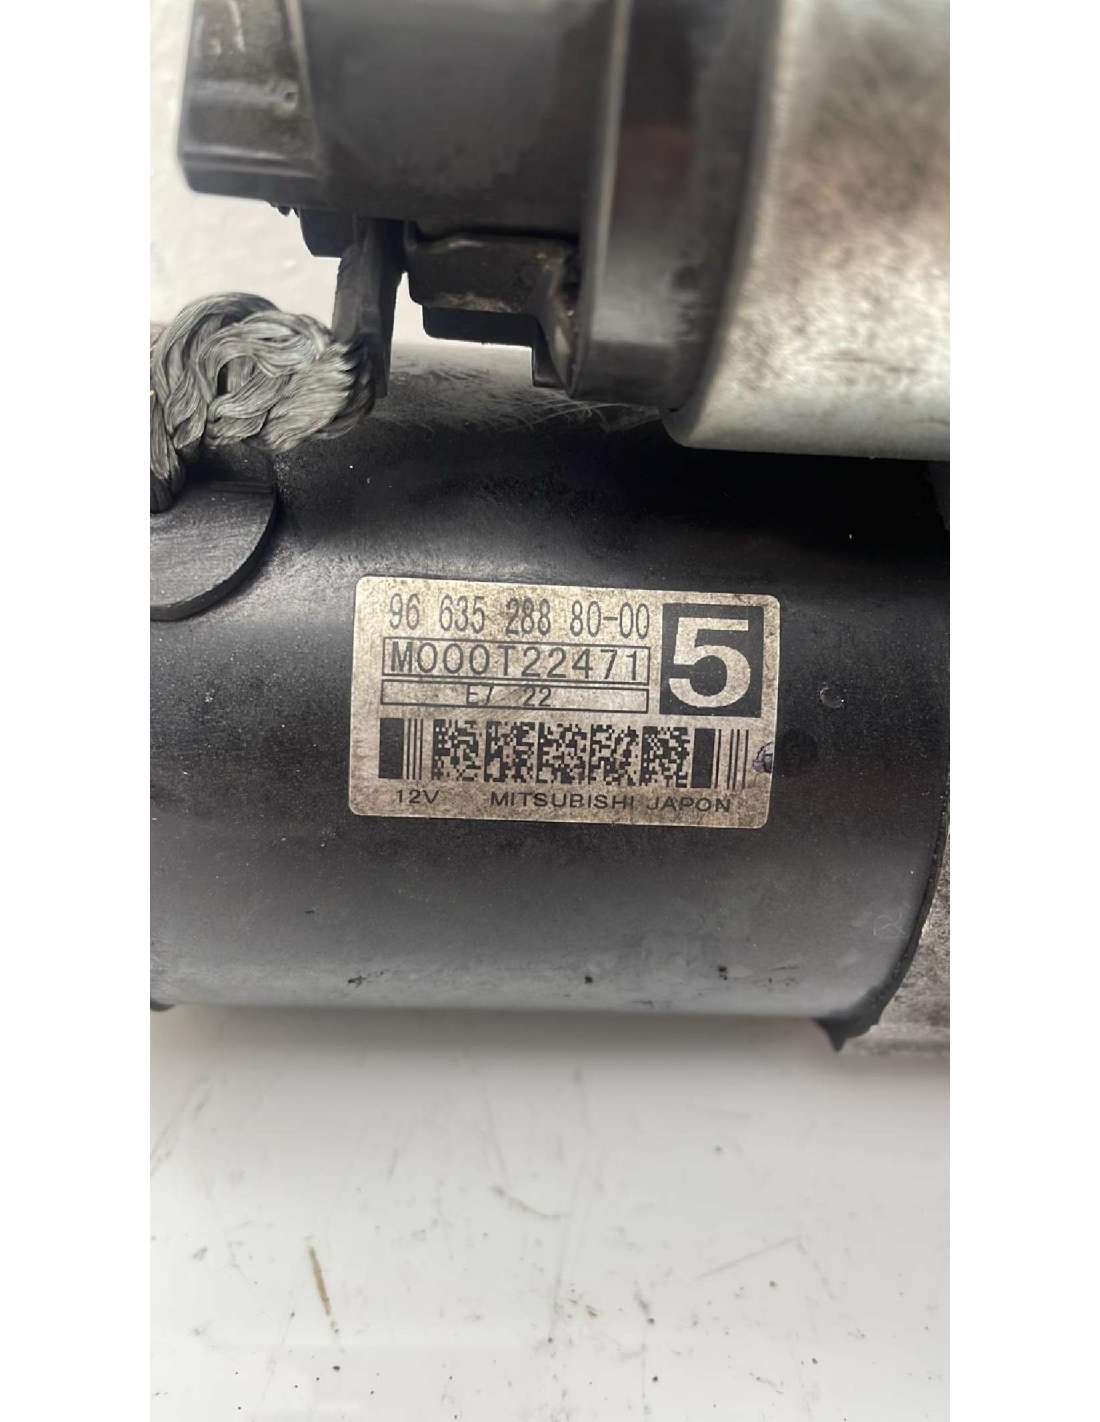 96 635 288 80-00
5
M000T22471
E7 22
12V MITSUBISHI JAPON